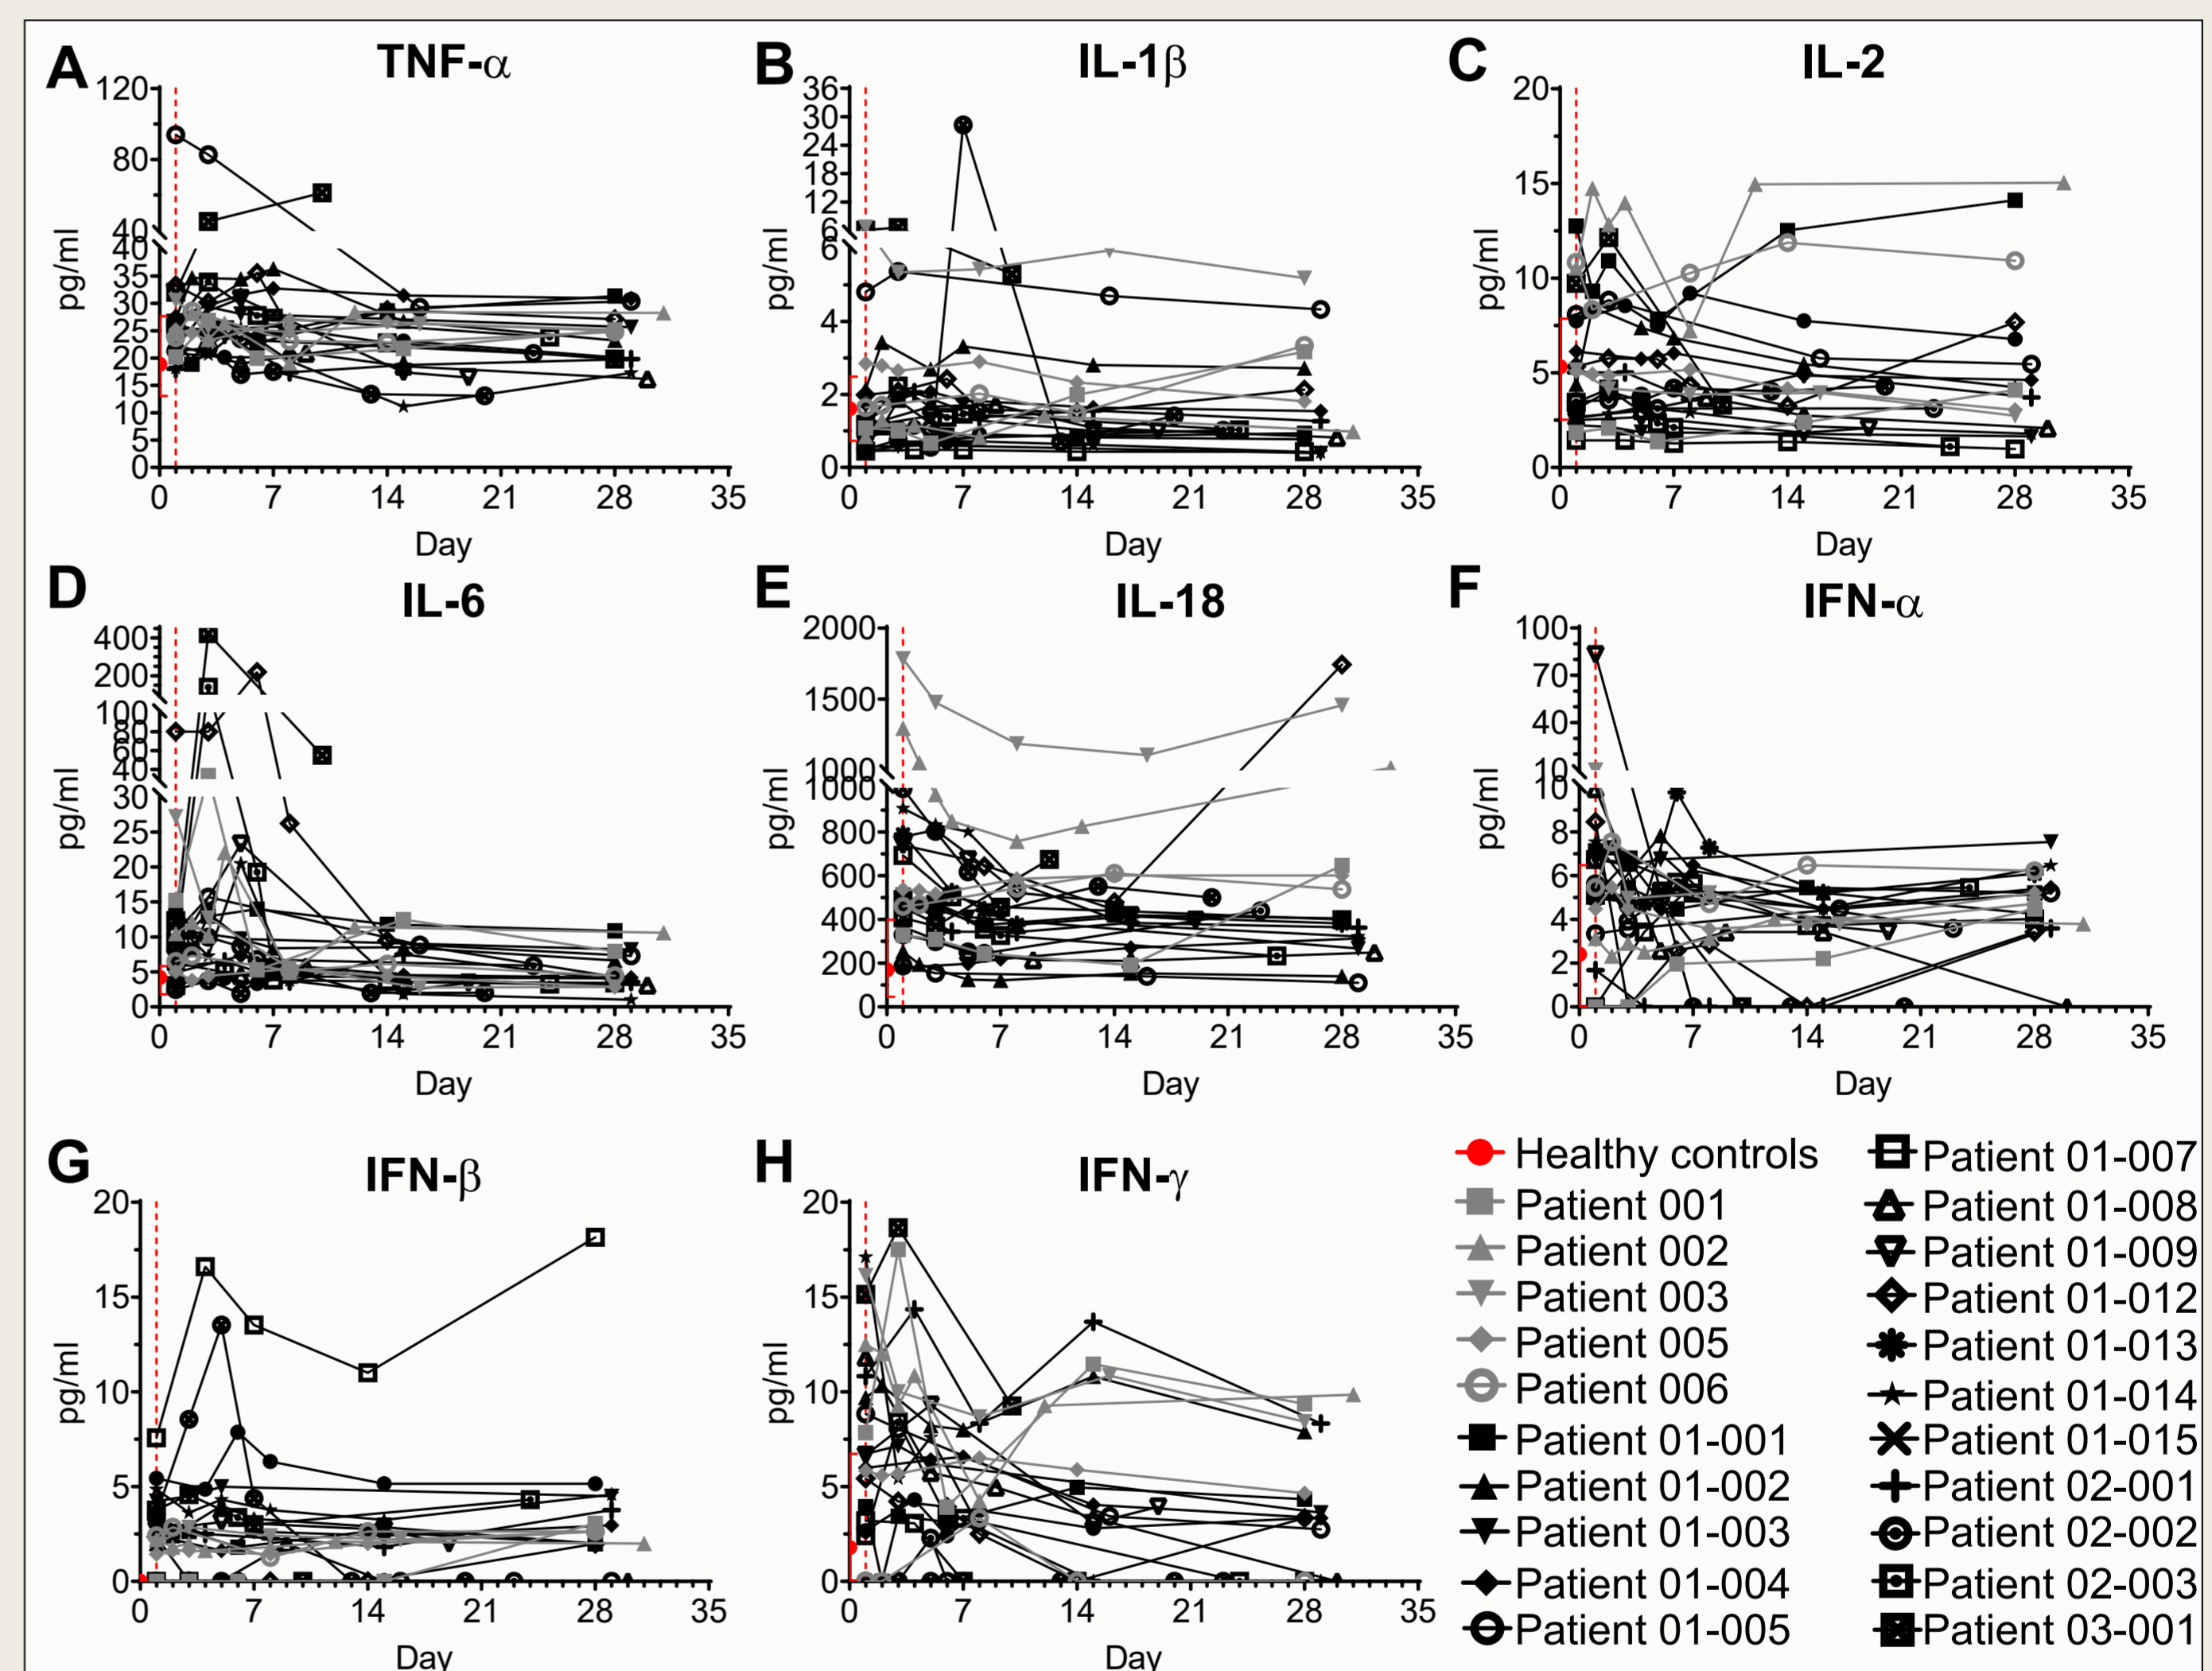 A TNF-α
120
80
40
40
35
30
25
20
15
10
5
0
pg/ml
0 7 14 21 28 35
Day
B IL-1β
36
30
24
18
12
6
6
4
2
0
pg/ml
0 7 14 21 28 35
Day
C IL-2
20
15
10
5
0
pg/ml
0 7 14 21 28 35
Day
D IL-6
400
200
100
80
60
40
30
25
20
15
10
5
0
pg/ml
0 7 14 21 28 35
Day
E IL-18
2000
1500
1000
1000
800
600
400
200
0
pg/ml
0 7 14 21 28 35
Day
F IFN-α
100
70
40
10
10
8
6
4
2
0
pg/ml
0 7 14 21 28 35
Day
G IFN-β
20
15
10
5
0
pg/ml
0 7 14 21 28 35
Day
H IFN-γ
20
15
10
5
0
pg/ml
0 7 14 21 28 35
Day
Healthy controls
Patient 001
Patient 002
Patient 003
Patient 005
Patient 006
Patient 01-001
Patient 01-002
Patient 01-003
Patient 01-004
Patient 01-005
Patient 01-007
Patient 01-008
Patient 01-009
Patient 01-012
Patient 01-013
Patient 01-014
Patient 01-015
Patient 02-001
Patient 02-002
Patient 02-003
Patient 03-001